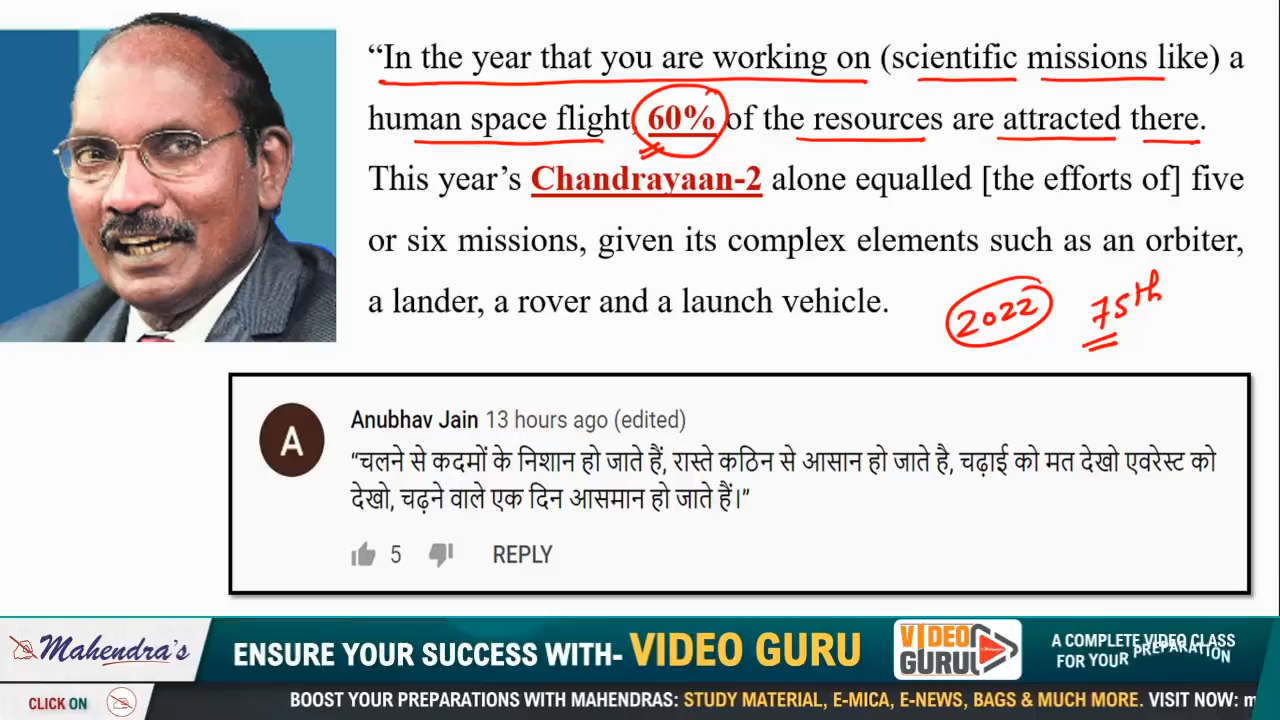 “In the year that you are working on (scientific missions like) a
human space flight, 60% of the resources are attracted there.
This year’s Chandrayaan-2 alone equalled [the efforts of] five
or six missions, given its complex elements such as an orbiter,
a lander, a rover and a launch vehicle.
2022 75th
A
Anubhav Jain 13 hours ago (edited)
“चलने से कदमों के निशान हो जाते हैं, रास्ते कठिन से आसान हो जाते है, चढ़ाई को मत देखो एवरेस्ट को
देखो, चढ़ने वाले एक दिन आसमान हो जाते हैं।”
5 REPLY
Mahendra's
ENSURE YOUR SUCCESS WITH- VIDEO GURU
VIDEO
GURUL
A COMPLETE VIDEO CLASS
FOR YOUR PREPARATION
CLICK ON
BOOST YOUR PREPARATIONS WITH MAHENDRAS: STUDY MATERIAL, E-MICA, E-NEWS, BAGS & MUCH MORE. VISIT NOW: m